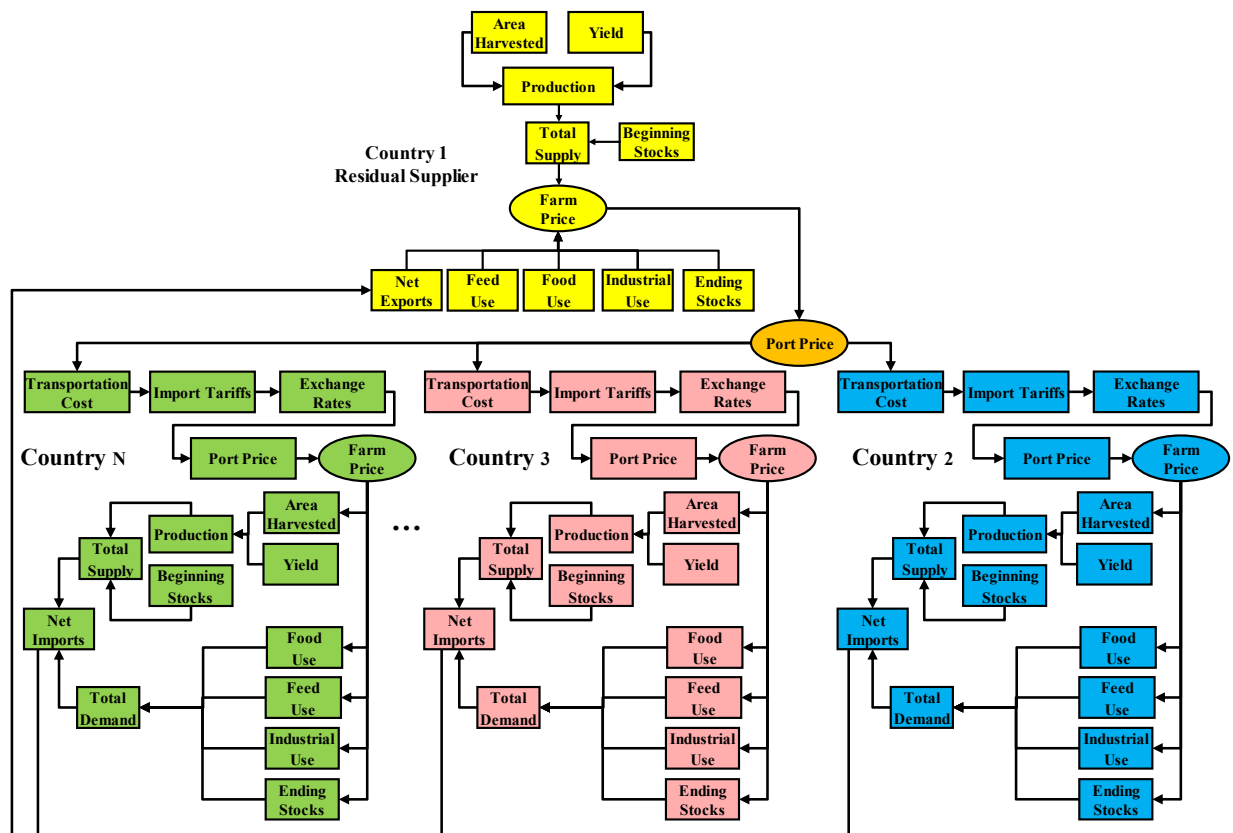 Area
Harvested
Yield
Production
Total
Supply
Beginning
Stocks
Country 1
Residual Supplier
Farm
Price
Net
Exports
Feed
Use
Food
Use
Industrial
Use
Ending
Stocks
Port Price
Transportation
Cost
Import Tariffs
Exchange
Rates
Country N
Port Price
Farm
Price
Area
Harvested
Production
Total
Supply
Yield
Beginning
Stocks
Net
Imports
Food
Use
Total
Demand
Feed
Use
Industrial
Use
Ending
Stocks
...
Transportation
Cost
Import Tariffs
Exchange
Rates
Country 3
Port Price
Farm
Price
Area
Harvested
Production
Total
Supply
Yield
Beginning
Stocks
Net
Imports
Food
Use
Total
Demand
Feed
Use
Industrial
Use
Ending
Stocks
Transportation
Cost
Import Tariffs
Exchange
Rates
Country 2
Port Price
Farm
Price
Area
Harvested
Production
Total
Supply
Yield
Beginning
Stocks
Net
Imports
Food
Use
Total
Demand
Feed
Use
Industrial
Use
Ending
Stocks